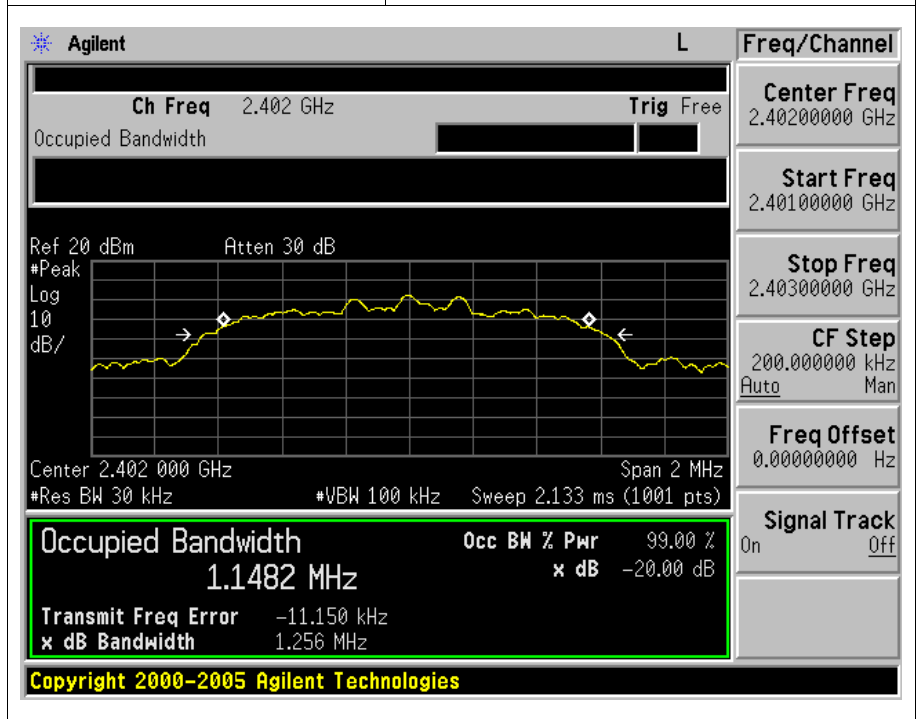 Agilent L Freq/Channel
Ch Freq 2.402 GHz Trig Free
Occupied Bandwidth
Center Freq
2.40200000 GHz
Start Freq
2.40100000 GHz
Stop Freq
2.40300000 GHz
CF Step
200.000000 kHz
Auto Man
Freq Offset
0.00000000 Hz
Signal Track
On Off
Ref 20 dBm Atten 30 dB
#Peak
Log
10
dB/
Center 2.402 000 GHz Span 2 MHz
#Res BW 30 kHz #VBW 100 kHz Sweep 2.133 ms (1001 pts)
Occupied Bandwidth Occ BW % Pwr 99.00 %
1.1482 MHz x dB -20.00 dB
Transmit Freq Error -11.150 kHz
x dB Bandwidth 1.256 MHz
Copyright 2000-2005 Agilent Technologies